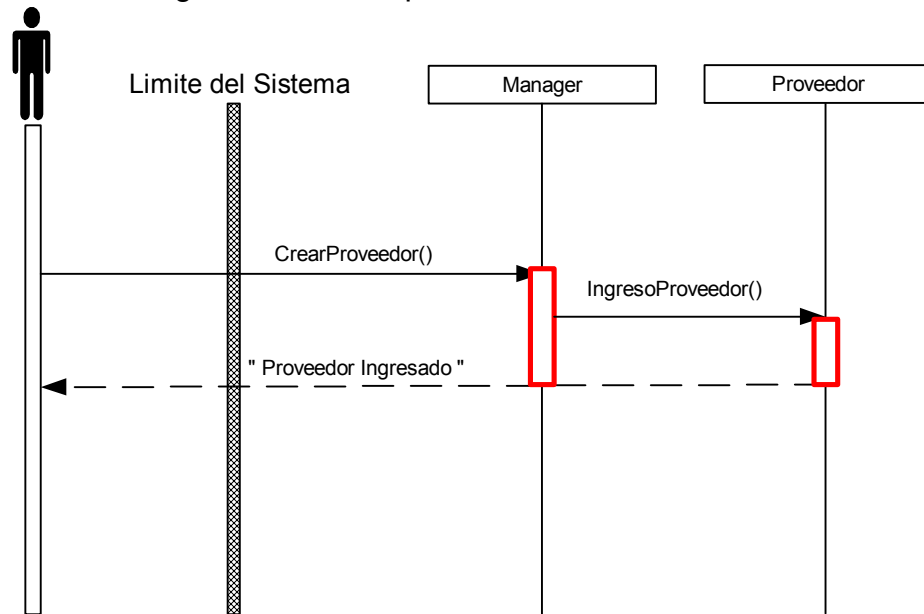 Limite del Sistema
Manager
Proveedor
CrearProveedor()
IngresoProveedor()
" Proveedor Ingresado "